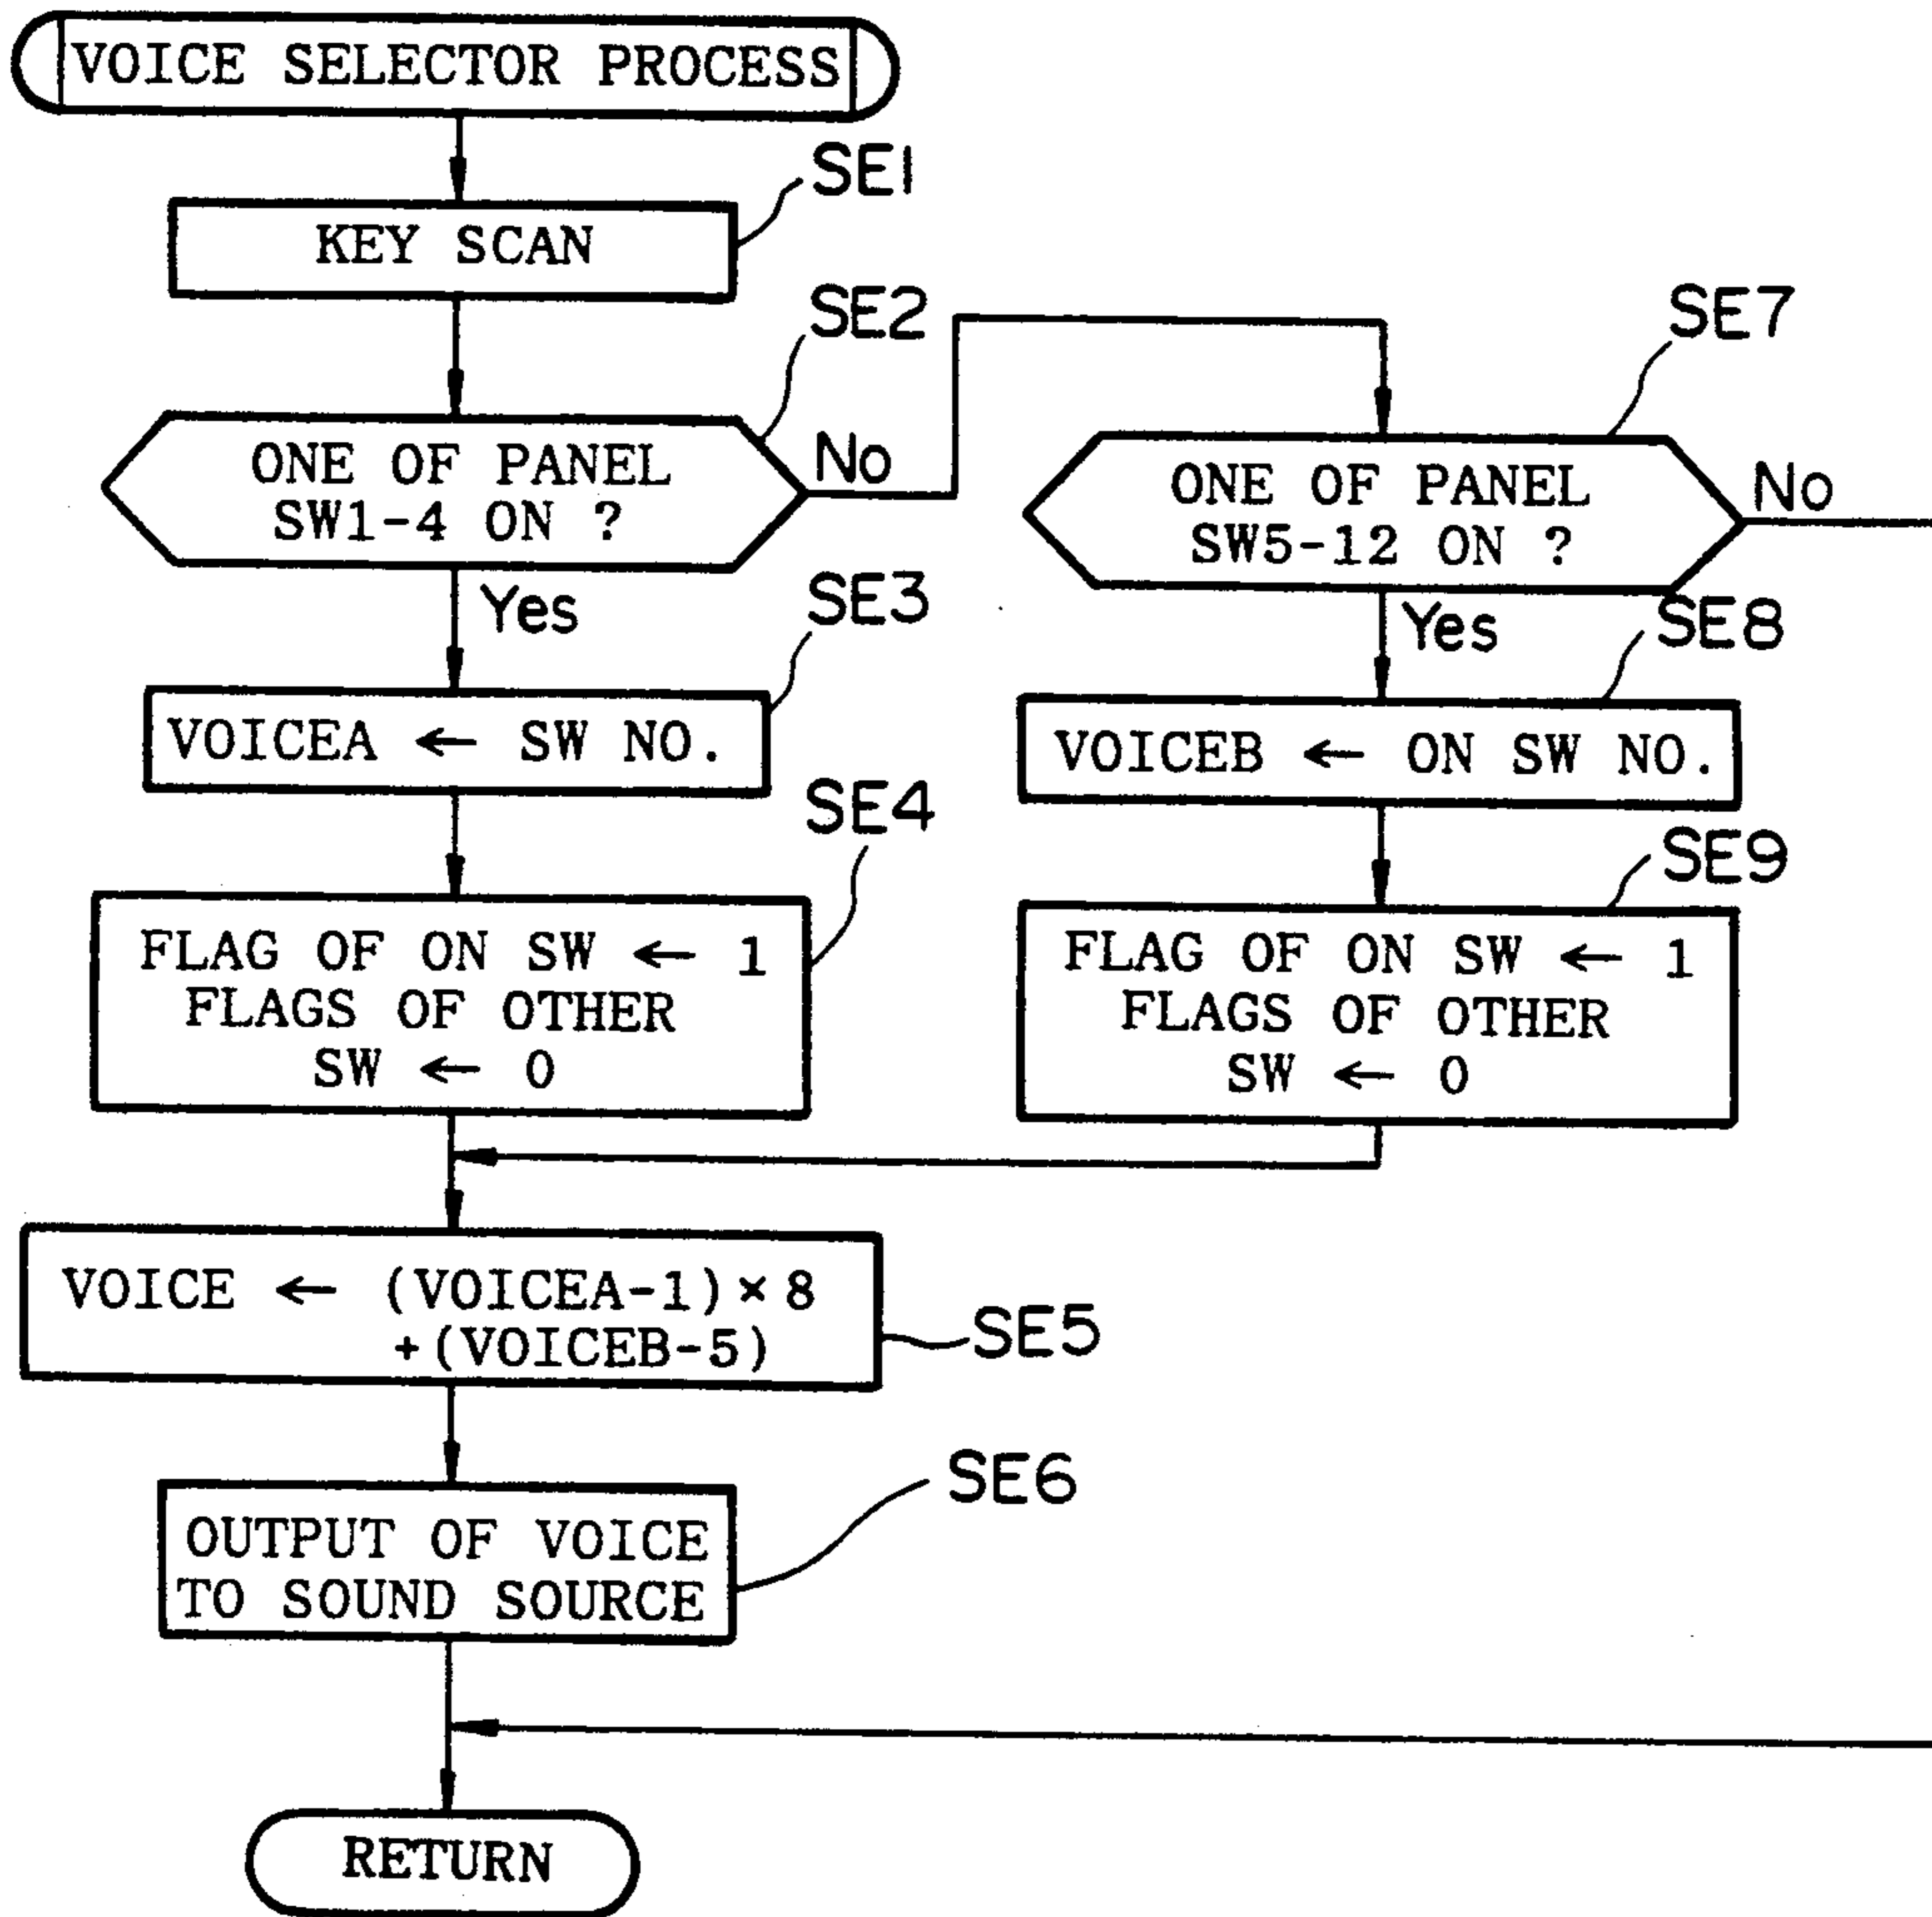 VOICE SELECTOR PROCESS
SE1
KEY SCAN
SE2
ONE OF PANEL
SW1-4 ON ?
No
Yes
SE3
VOICEA ← SW NO.
SE4
FLAG OF ON SW ← 1
FLAGS OF OTHER
SW ← 0
SE7
ONE OF PANEL
SW5-12 ON ?
No
Yes
SE8
VOICEB ← ON SW NO.
SE9
FLAG OF ON SW ← 1
FLAGS OF OTHER
SW ← 0
VOICE ← (VOICEA-1)×8
+(VOICEB-5)
SE5
SE6
OUTPUT OF VOICE
TO SOUND SOURCE
RETURN